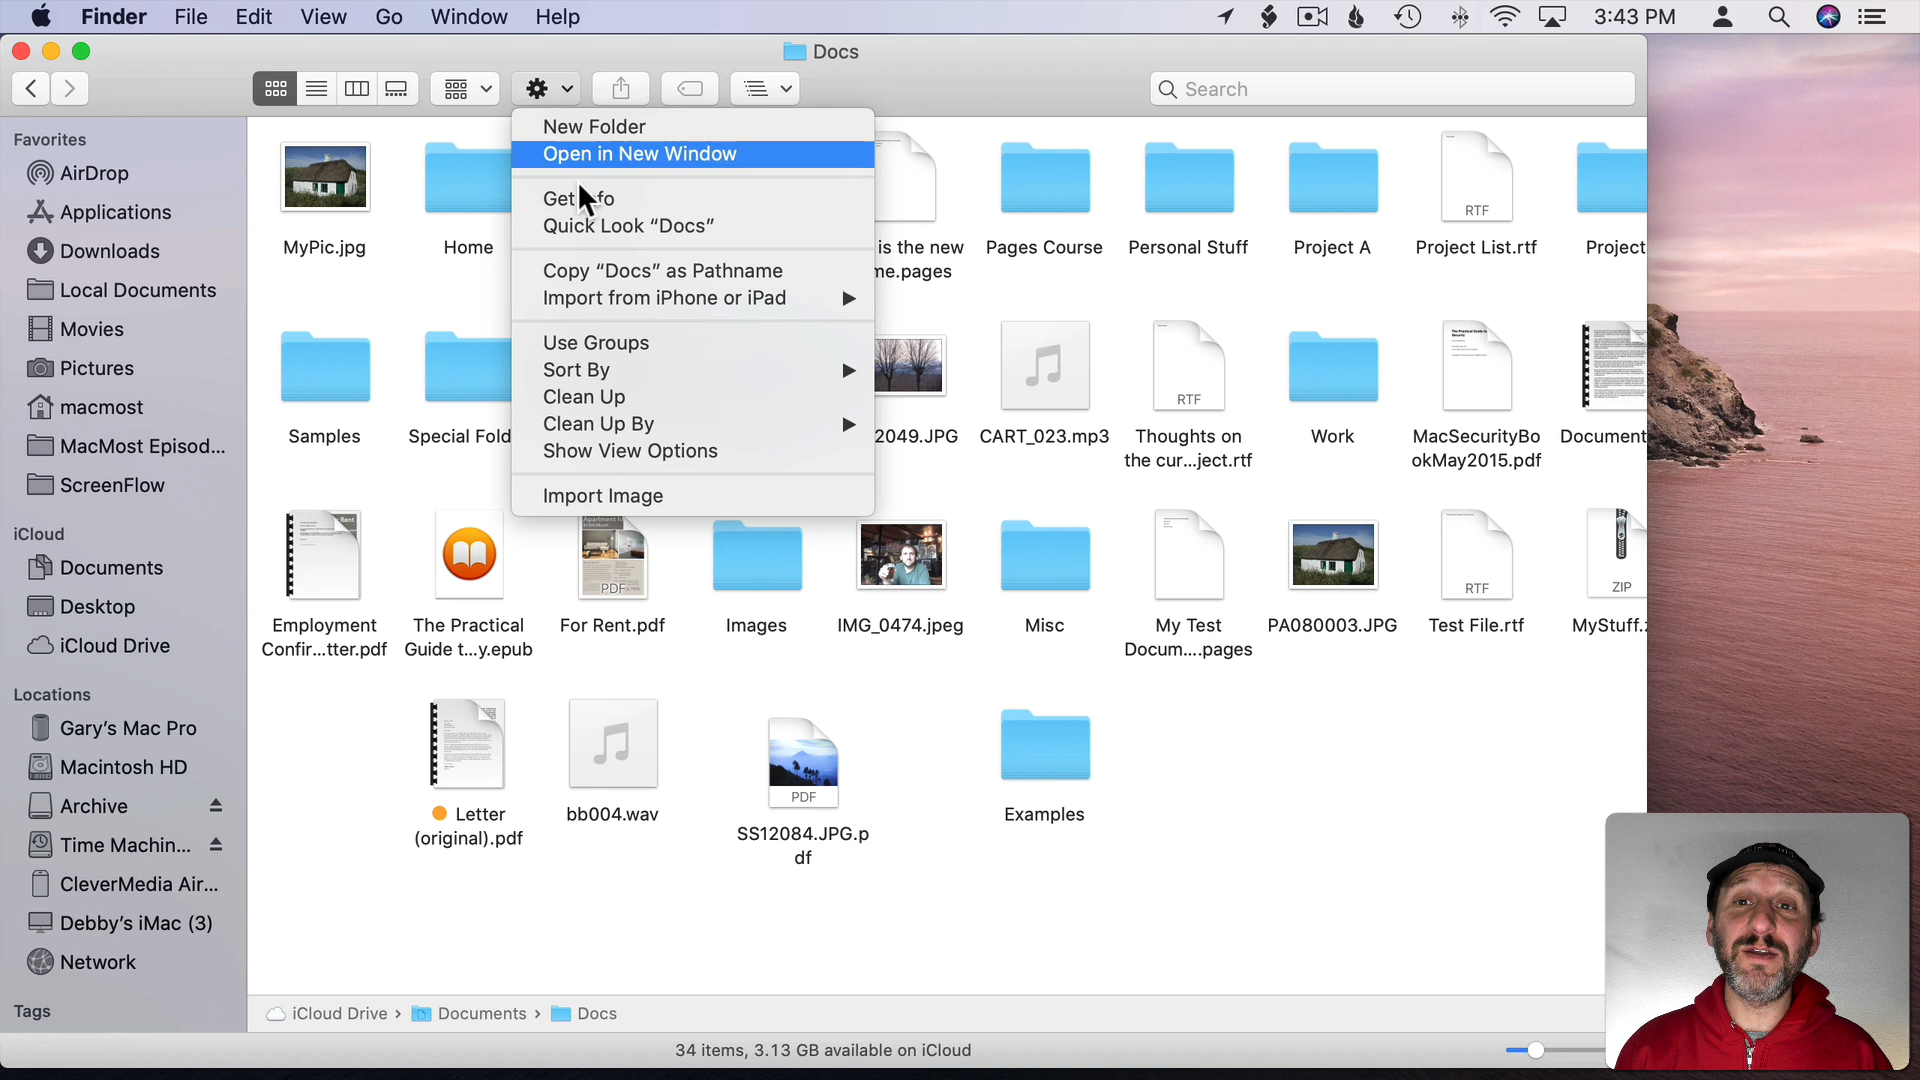 Finder File Edit View Go Window Help 3:43 PM
Docs
Search
Favorites
AirDrop
Applications
Downloads
Local Documents
Movies
Pictures
macmost
MacMost Episod...
ScreenFlow
iCloud
Documents
Desktop
iCloud Drive
Locations
Gary's Mac Pro
Macintosh HD
Archive
Time Machin...
CleverMedia Air...
Debby's iMac (3)
Network
Tags
New Folder
Open in New Window
Get
fo
Quick Look “Docs”
Copy “Docs” as Pathname
Import from iPhone or iPad
Use Groups
Sort By
Clean Up
Clean Up By
Show View Options
Import Image
RTF
MyPic.jpg Home is the new Pages Course Personal Stuff Project A Project List.rtf Project
me.pages
RTF
Samples Special Fold 2049.JPG CART_023.mp3 Thoughts on Work MacSecurityBo Document
the cur...ject.rtf okMay2015.pdf
PDF RTF ZIP
Employment The Practical For Rent.pdf Images IMG_0474.jpeg Misc My Test PA080003.JPG Test File.rtf MyStuff.
Confir...tter.pdf Guide t...y.epub Docum....pages
PDF
Letter bb004.wav SS12084.JPG.p Examples
(original).pdf df
iCloud Drive › Documents › Docs
34 items, 3.13 GB available on iCloud